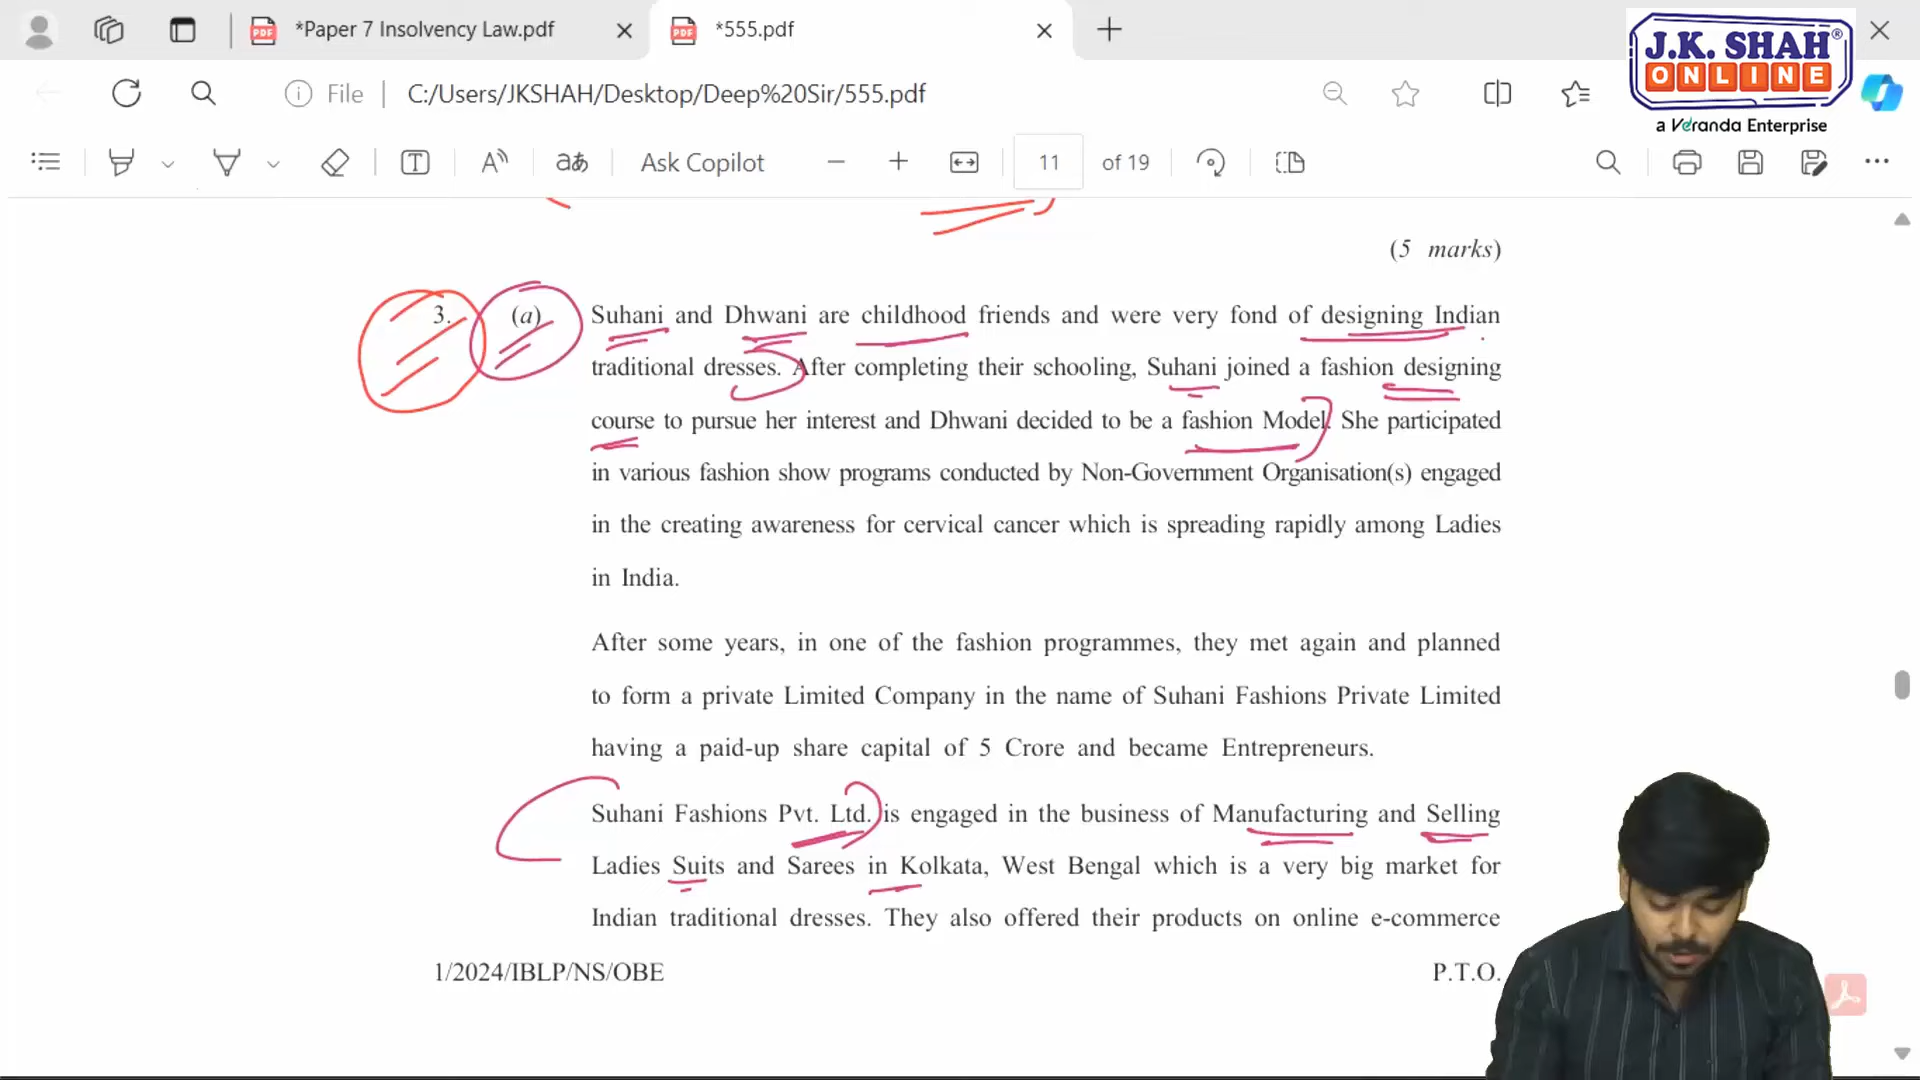 *Paper 7 Insolvency Law.pdf
*555.pdf
J.K. SHAH®
ONLINE
a Veranda Enterprise
File
C:/Users/JKSHAH/Desktop/Deep%20Sir/555.pdf
Ask Copilot
11 of 19
(5 marks)
3. (a) Suhani and Dhwani are childhood friends and were very fond of designing Indian
traditional dresses. After completing their schooling, Suhani joined a fashion designing
course to pursue her interest and Dhwani decided to be a fashion Model. She participated
in various fashion show programs conducted by Non-Government Organisation(s) engaged
in the creating awareness for cervical cancer which is spreading rapidly among Ladies
in India.
After some years, in one of the fashion programmes, they met again and planned
to form a private Limited Company in the name of Suhani Fashions Private Limited
having a paid-up share capital of 5 Crore and became Entrepreneurs.
Suhani Fashions Pvt. Ltd. is engaged in the business of Manufacturing and Selling
Ladies Suits and Sarees in Kolkata, West Bengal which is a very big market for
Indian traditional dresses. They also offered their products on online e-commerce
1/2024/IBLP/NS/OBE
P.T.O.